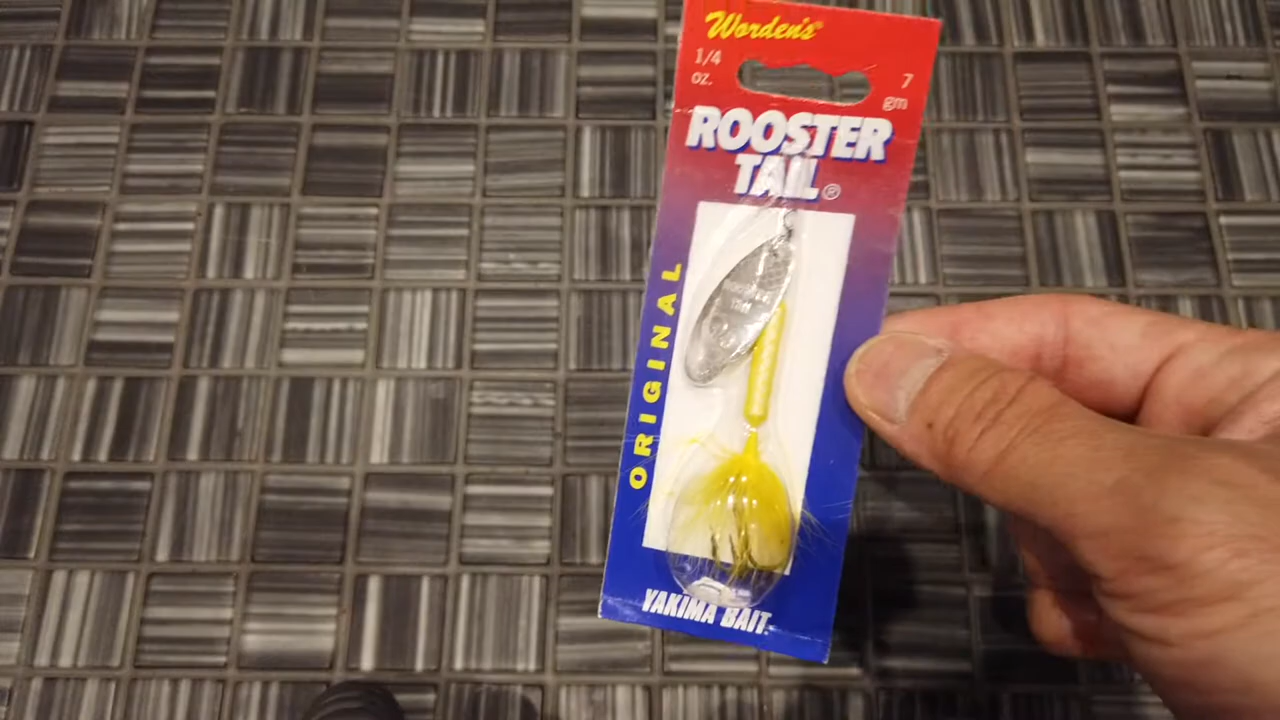 Worden's®
1/4
oz.
7
gm
ROOSTER
TAIL®
ORIGINAL
YAKIMA BAIT